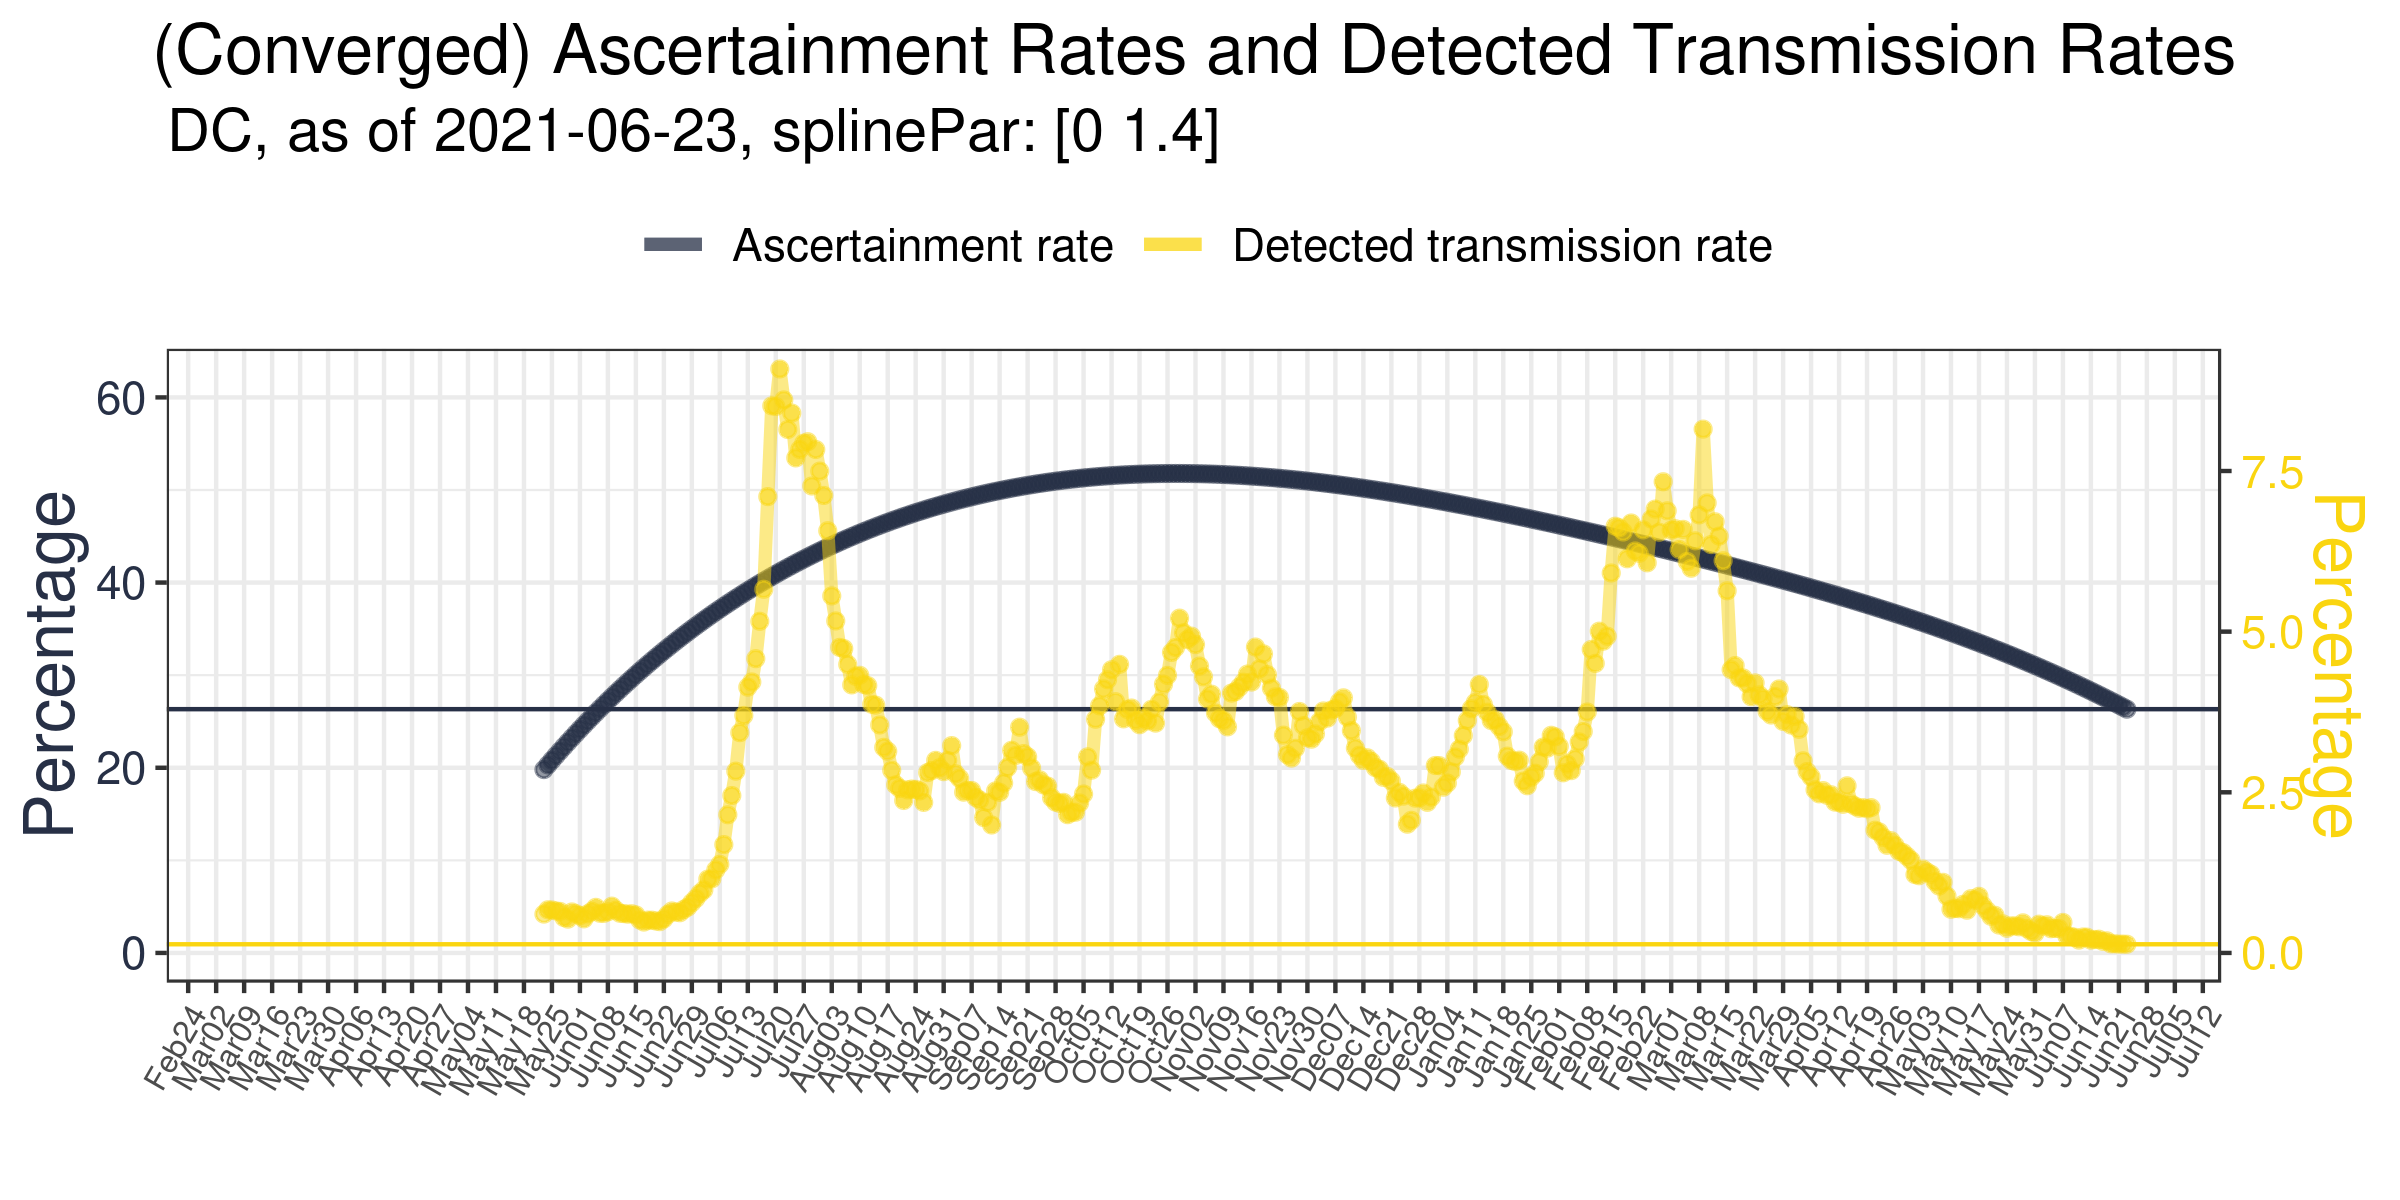 (Converged) Ascertainment Rates and Detected Transmission Rates
DC, as of 2021-06-23, splinePar: [0 1.4]
Ascertainment rate
Detected transmission rate
Percentage
60
40
20
0
7.5
5.0
2.5
0.0
Percentage
Feb24
Mar02
Mar09
Mar16
Mar23
Mar30
Apr06
Apr13
Apr20
Apr27
May04
May11
May18
May25
Jun01
Jun08
Jun15
Jun22
Jun29
Jul06
Jul13
Jul20
Jul27
Aug03
Aug10
Aug17
Aug24
Aug31
Sep07
Sep14
Sep21
Sep28
Oct05
Oct12
Oct19
Oct26
Nov02
Nov09
Nov16
Nov23
Nov30
Dec07
Dec14
Dec21
Dec28
Jan04
Jan11
Jan18
Jan25
Feb01
Feb08
Feb15
Feb22
Mar01
Mar08
Mar15
Mar22
Mar29
Apr05
Apr12
Apr19
Apr26
May03
May10
May17
May24
May31
Jun07
Jun14
Jun21
Jun28
Jul05
Jul12